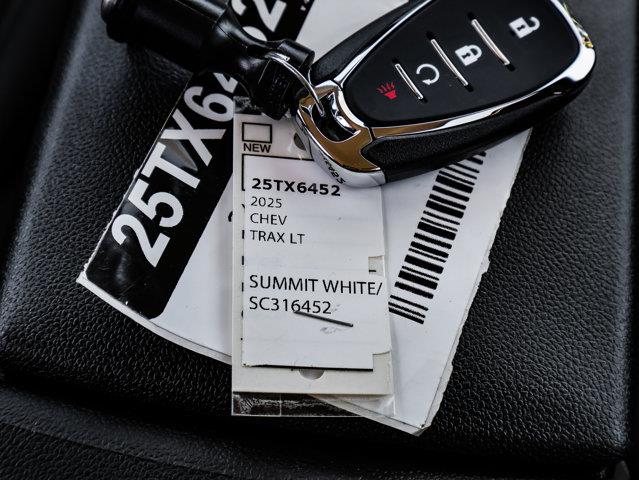 NEW
25TX6452
2025
CHEV
TRAX LT
SUMMIT WHITE/
SC316452
25TX6452